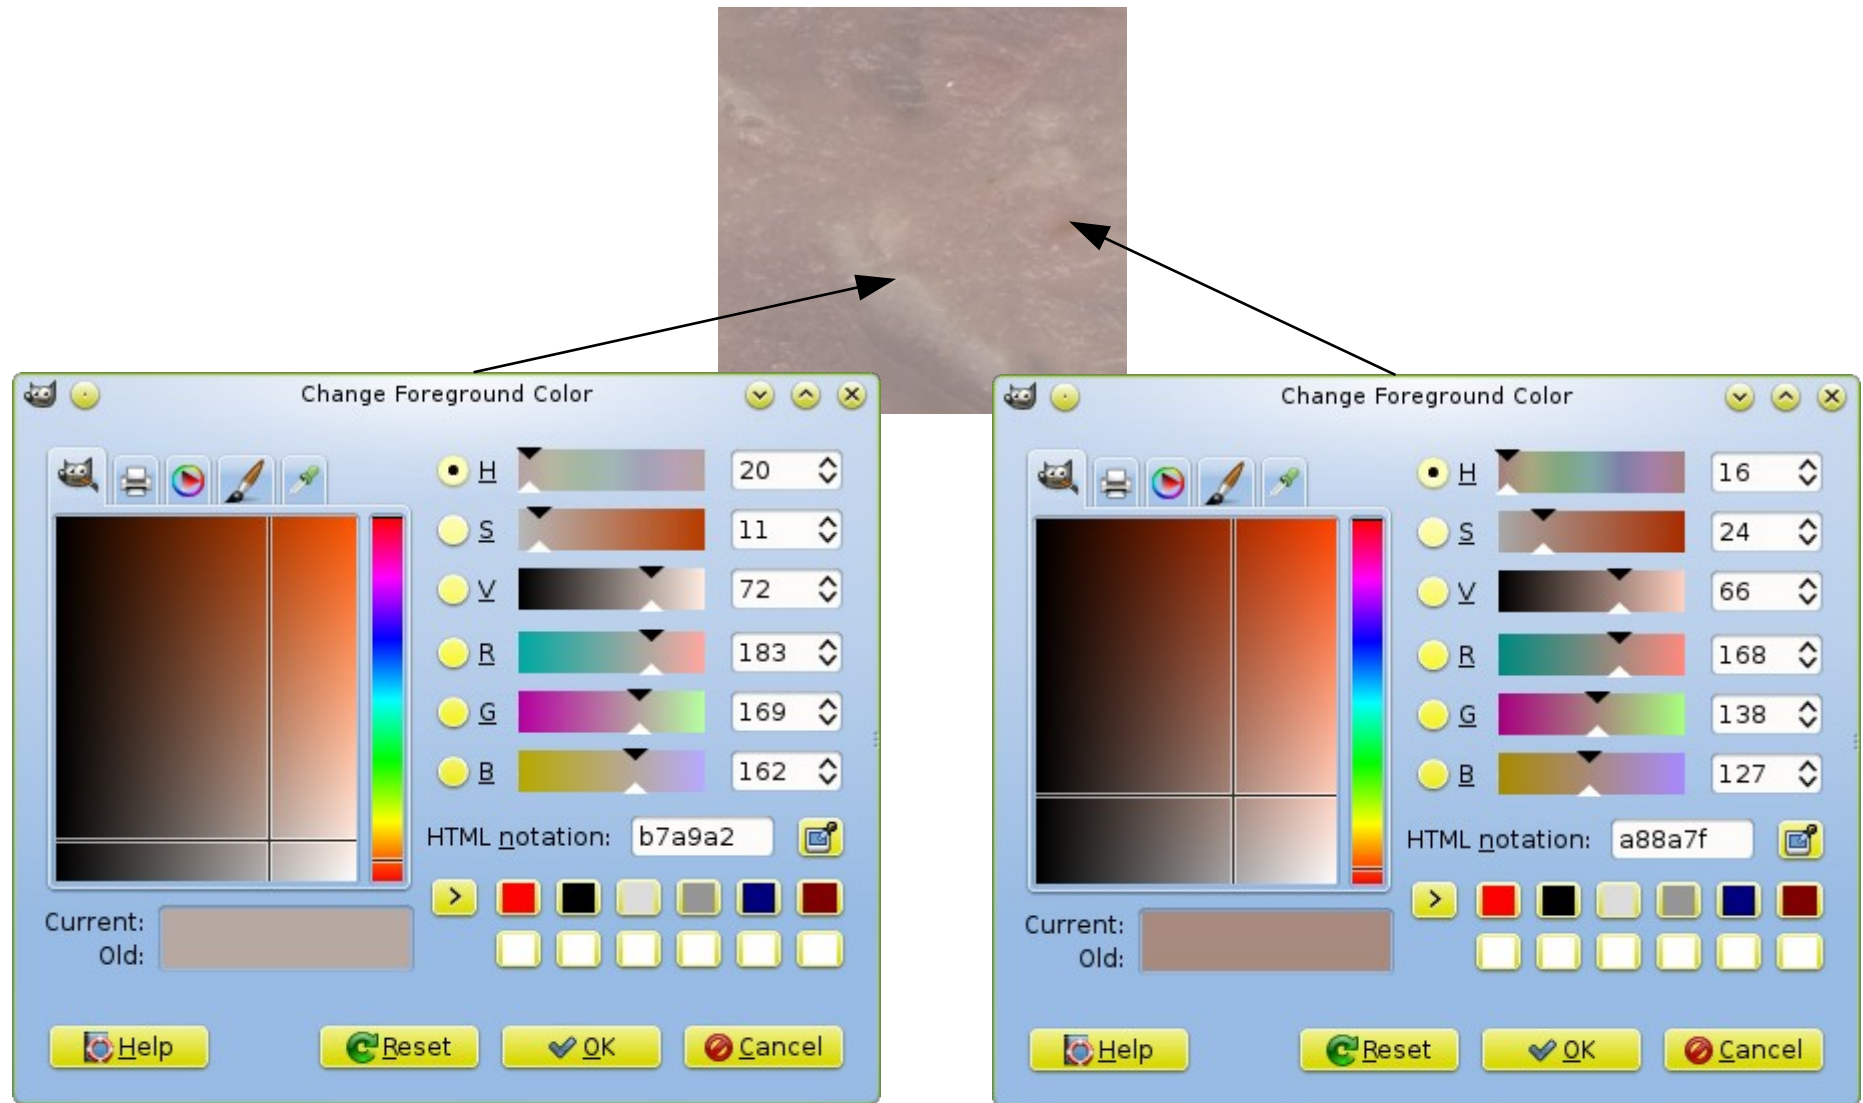 Change Foreground Color
H 20
S 11
V 72
R 183
G 169
B 162
HTML notation: b7a9a2
>
Current:
Old:
Help Reset OK Cancel
Change Foreground Color
H 16
S 24
V 66
R 168
G 138
B 127
HTML notation: a88a7f
>
Current:
Old:
Help Reset OK Cancel